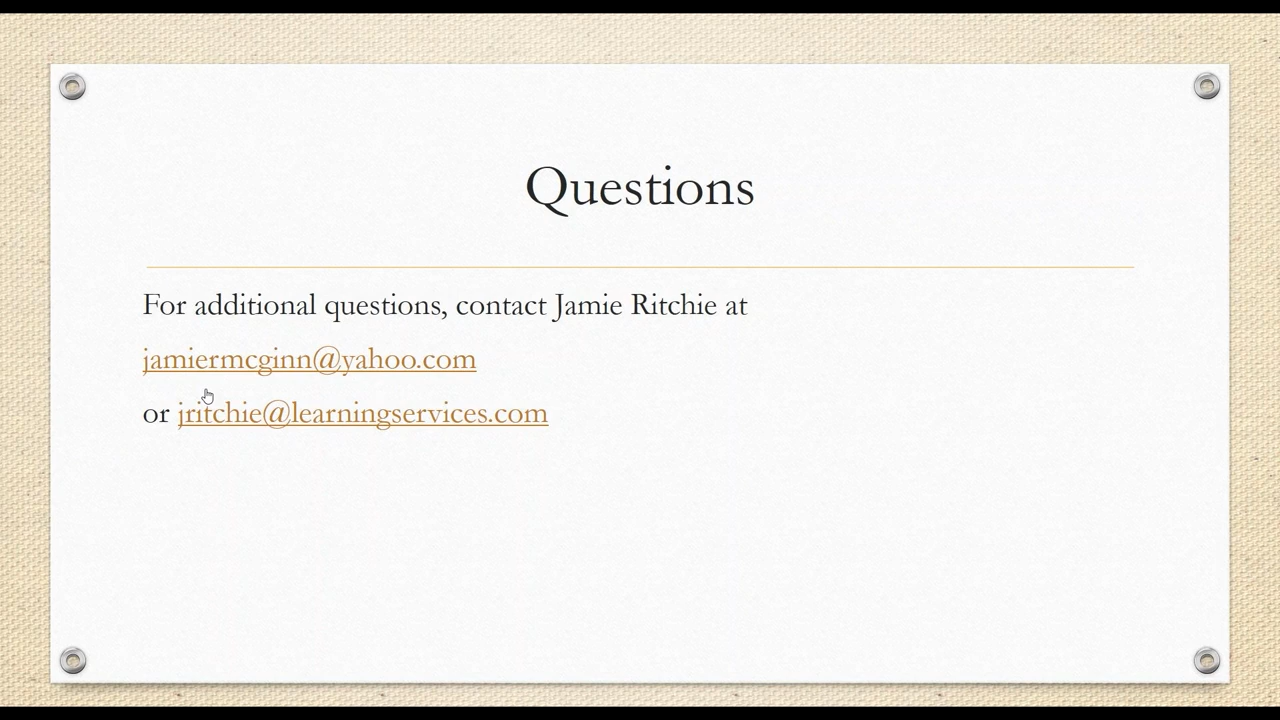 Questions
For additional questions, contact Jamie Ritchie at
jamiermcginn@yahoo.com
or jritchie@learningservices.com